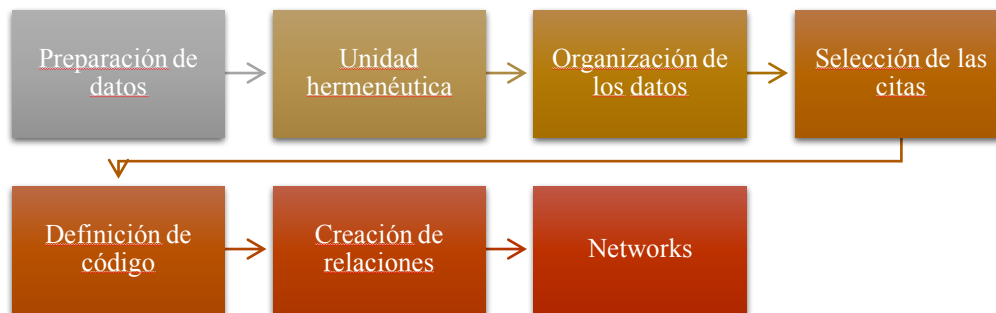 Preparación de
datos
Unidad
hermenéutica
Organización de
los datos
Selección de las
citas
Definición de
código
Creación de
relaciones
Networks